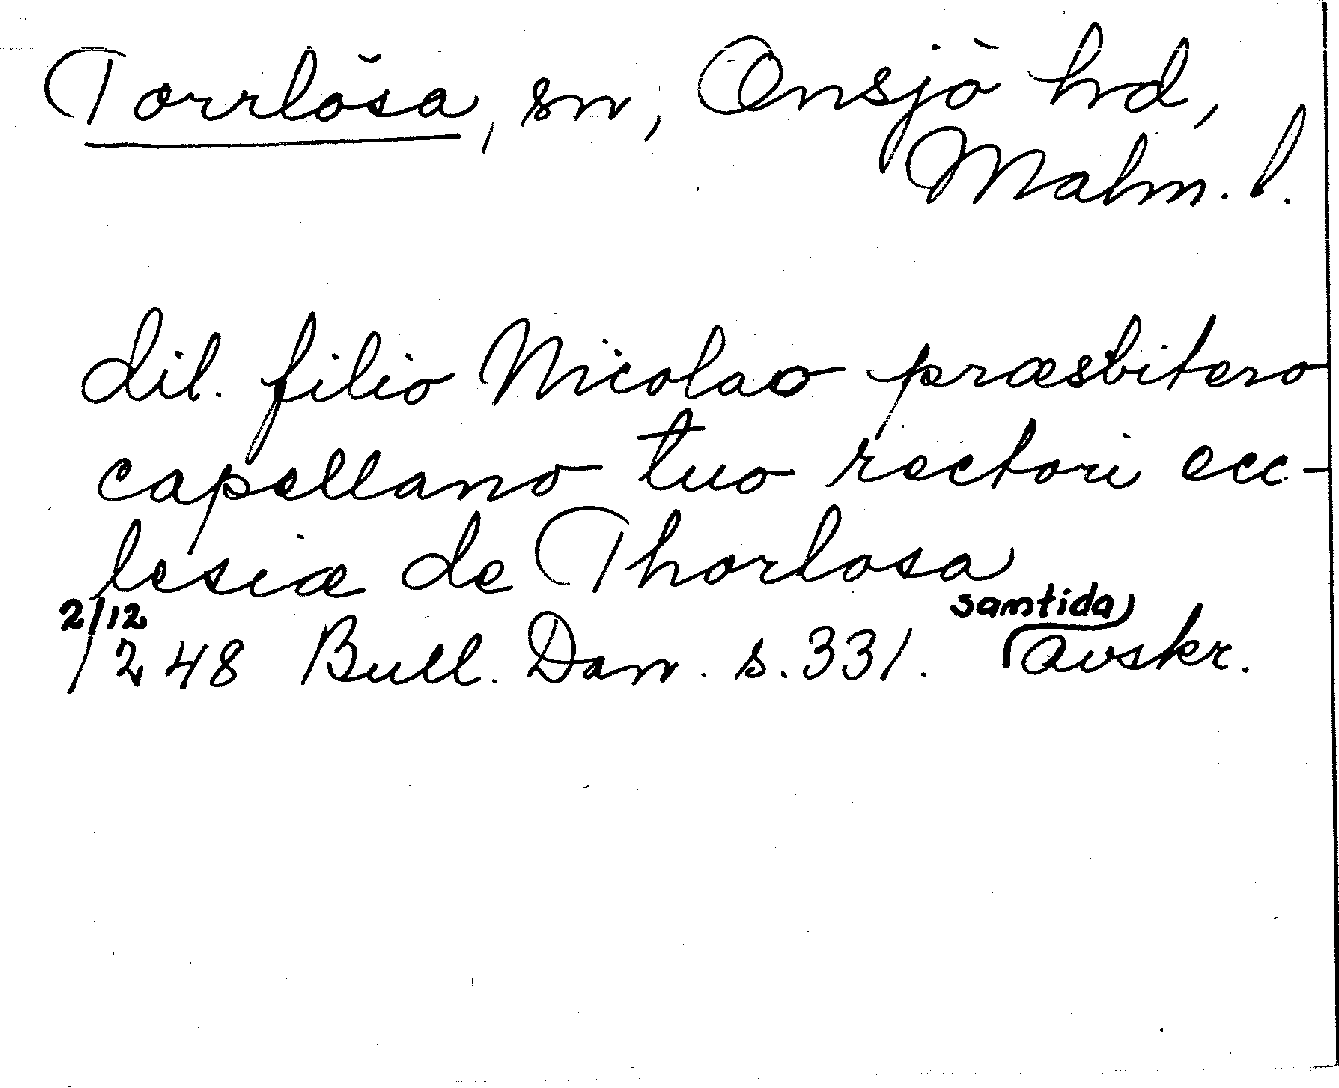 Torrlösa, sn, Onsjö hd,
Malm. l.
dil. filio Nicolao præsbitero
capellano tuo rectori ecc-
lesiæ de Thorlosa
2/12 samtida
1248 Bull. Dan. s. 331. avskr.